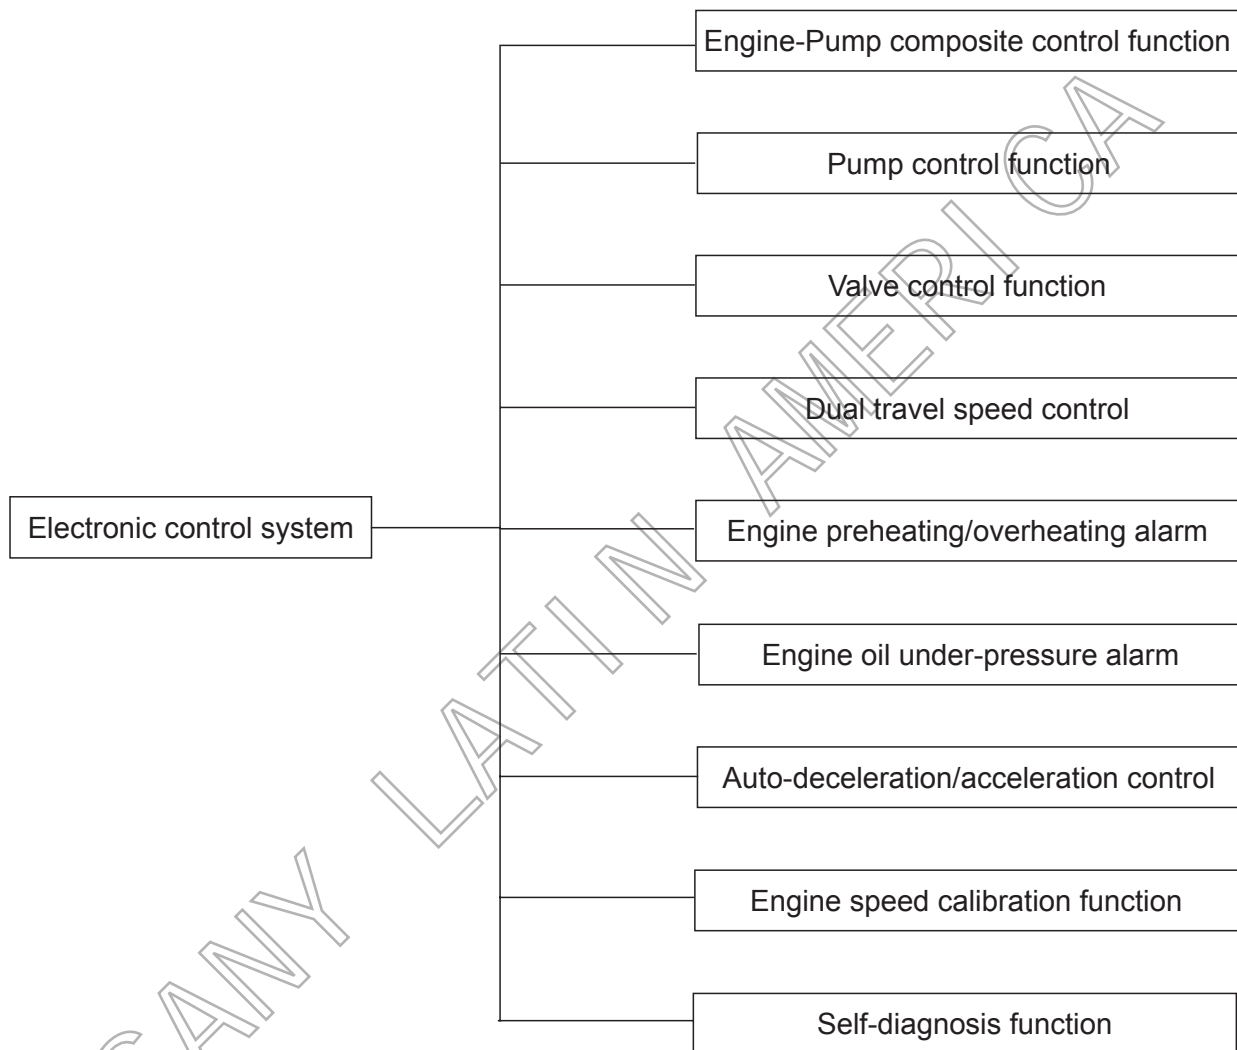 Engine-Pump composite control function
Pump control function
Valve control function
Dual travel speed control
Electronic control system
Engine preheating/overheating alarm
Engine oil under-pressure alarm
Auto-deceleration/acceleration control
Engine speed calibration function
Self-diagnosis function
SANY LATIN AMERICA